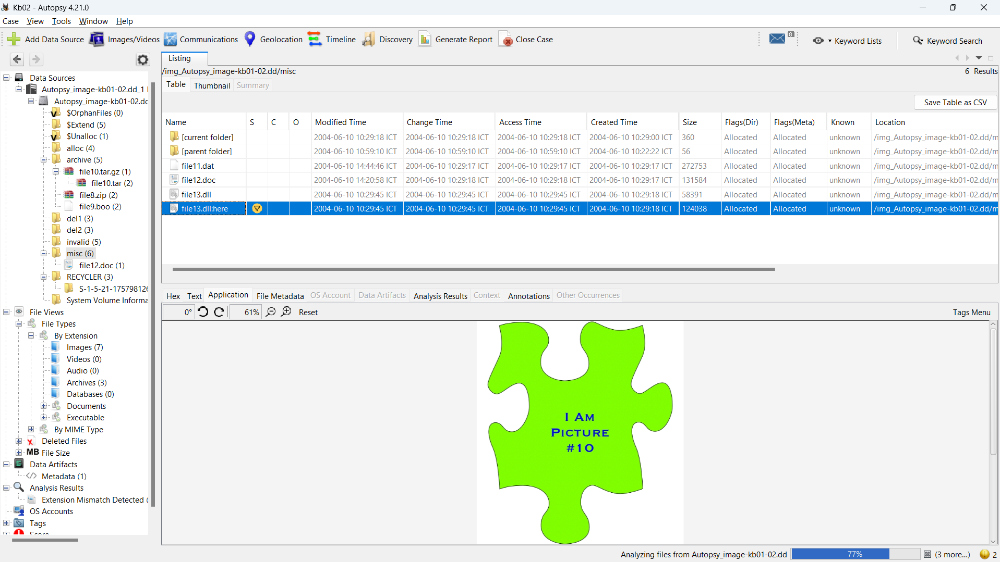 Kb02 - Autopsy 4.21.0
Case View Tools Window Help
Add Data Source Images/Videos Communications Geolocation Timeline Discovery Generate Report Close Case 8 Keyword Lists Keyword Search
Listing
/img_Autopsy_image-kb01-02.dd/misc 6 Results
Table Thumbnail Summary
Save Table as CSV
Name S C O Modified Time Change Time Access Time Created Time Size Flags(Dir) Flags(Meta) Known Location
[current folder] 2004-06-10 10:29:18 ICT 2004-06-10 10:29:18 ICT 2004-06-10 10:29:18 ICT 2004-06-10 10:29:00 ICT 360 Allocated Allocated unknown /img_Autopsy_image-kb01-02.dd/m
[parent folder] 2004-06-10 10:59:10 ICT 2004-06-10 10:59:10 ICT 2004-06-10 10:59:10 ICT 2004-06-10 10:22:22 ICT 56 Allocated Allocated unknown /img_Autopsy_image-kb01-02.dd/m
file11.dat 2004-06-10 14:44:46 ICT 2004-06-10 10:29:17 ICT 2004-06-10 10:29:17 ICT 2004-06-10 10:29:17 ICT 272753 Allocated Allocated unknown /img_Autopsy_image-kb01-02.dd/m
file12.doc 2004-06-10 14:20:58 ICT 2004-06-10 10:29:18 ICT 2004-06-10 10:29:18 ICT 2004-06-10 10:29:17 ICT 131584 Allocated Allocated unknown /img_Autopsy_image-kb01-02.dd/m
file13.dll 2004-06-10 10:29:45 ICT 2004-06-10 10:29:45 ICT 2004-06-10 10:29:45 ICT 2004-06-10 10:29:18 ICT 58391 Allocated Allocated unknown /img_Autopsy_image-kb01-02.dd/m
file13.dll:here 2004-06-10 10:29:45 ICT 2004-06-10 10:29:45 ICT 2004-06-10 10:29:45 ICT 2004-06-10 10:29:18 ICT 124038 Allocated Allocated unknown /img_Autopsy_image-kb01-02.dd/m
Data Sources
Autopsy_image-kb01-02.dd_1
Autopsy_image-kb01-02.dd
$OrphanFiles (0)
$Extend (5)
$Unalloc (1)
alloc (4)
archive (5)
file10.tar.gz (1)
file10.tar (2)
file8.zip (2)
file9.boo (2)
del1 (3)
del2 (3)
invalid (5)
misc (6)
file12.doc (1)
RECYCLER (3)
S-1-5-21-17579812
System Volume Informa
File Views
File Types
By Extension
Images (7)
Videos (0)
Audio (0)
Archives (3)
Databases (0)
Documents
Executable
By MIME Type
Deleted Files
MB File Size
Data Artifacts
Metadata (1)
Analysis Results
Extension Mismatch Detected (
OS Accounts
Tags
Score
Hex Text Application File Metadata OS Account Data Artifacts Analysis Results Context Annotations Other Occurrences
0° 61% Reset Tags Menu
I AM
PICTURE
#10
Analyzing files from Autopsy_image-kb01-02.dd 77% (3 more...) 2